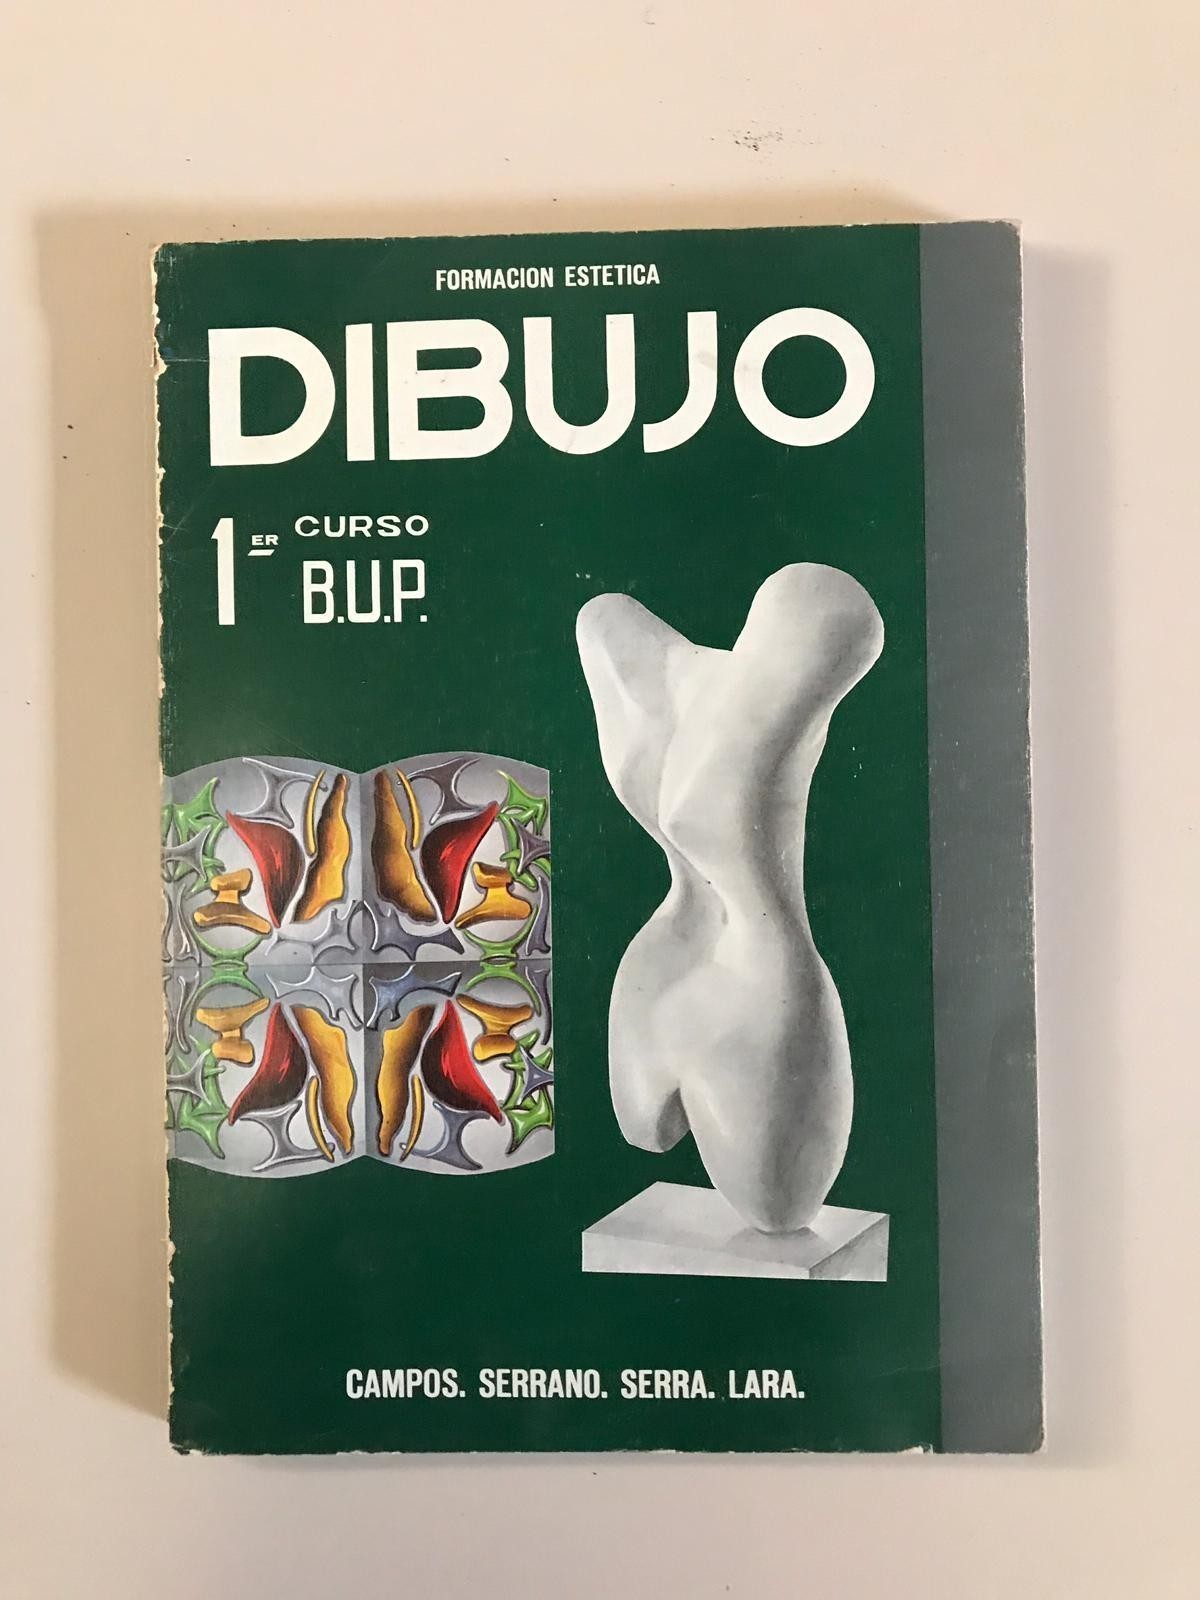 FORMACION ESTETICA
DIBUJO
1ER CURSO
B.U.P.
CAMPOS. SERRANO. SERRA. LARA.